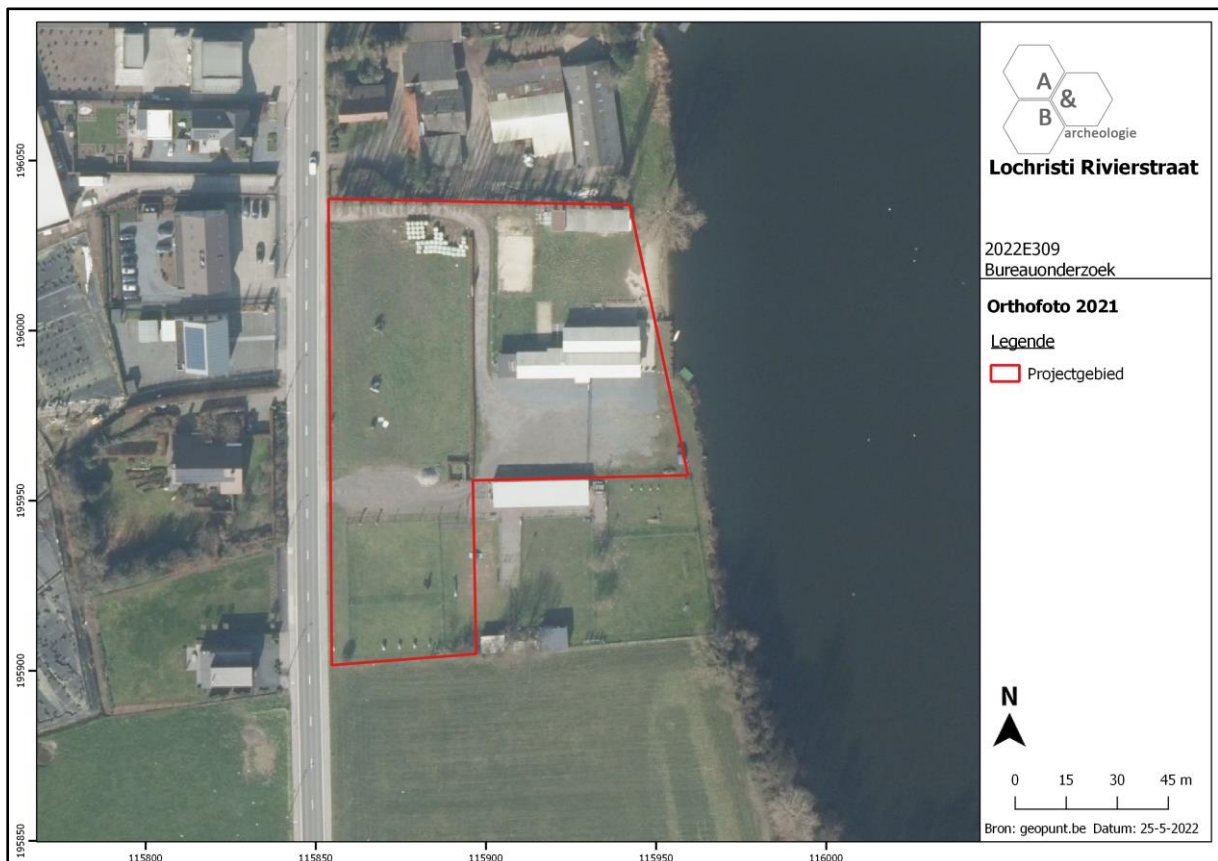 A
&
B
archeologie
Lochristi Rivierstraat
2022E309
Bureauonderzoek
Orthofoto 2021
Legende
Projectgebied
N
0 15 30 45 m
Bron: geopunt.be Datum: 25-5-2022
196050
196000
195950
195900
195850
115800 115850 115900 115950 116000